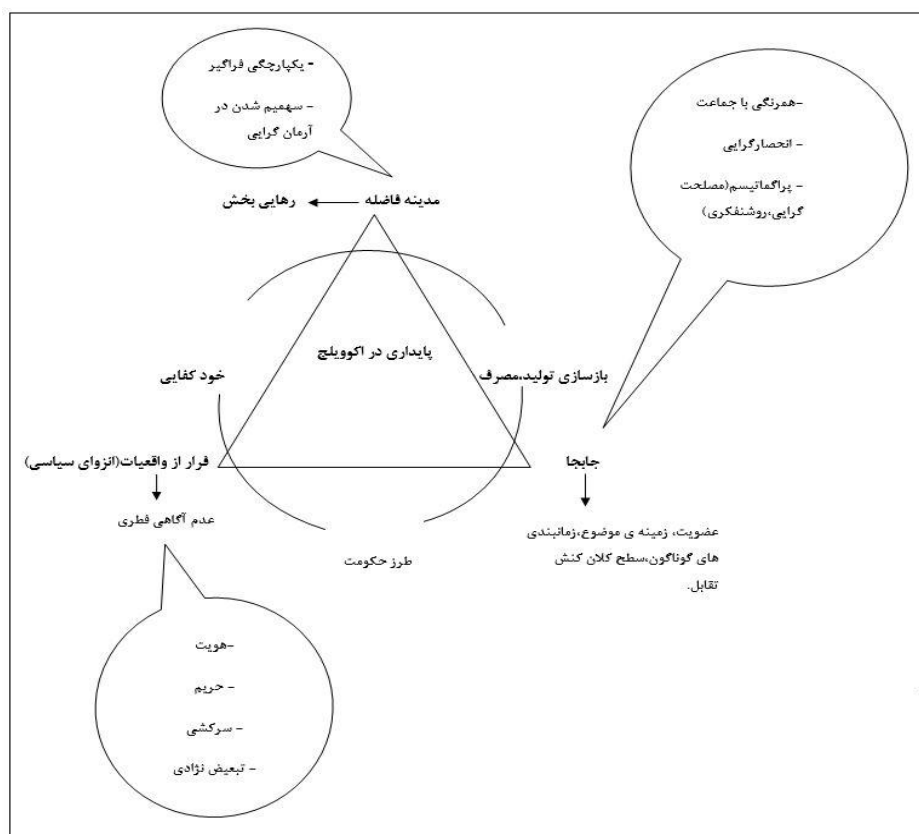 - یکپارچگی فراگیر
- سهمیم شدن در
آرمان گرایی
-همرنگی با جماعت
- انحصارگرایی
- پراگماتیسم(مصلحت
گرایی،روشنفکری)
مدینه فاضله
رهایی بخش
پایداری در اکوویلج
بازسازی تولید،مصرف
خود کفایی
جابجا
فرار از واقعیات(انزوای سیاسی)
عضویت، زمینه ی موضوع،زمانبندی
های گوناگون،سطح کلان کنش
تقابل.
عدم آگاهی فطری
طرز حکومت
-هویت
- حریم
- سرکشی
- تبعیض نژادی